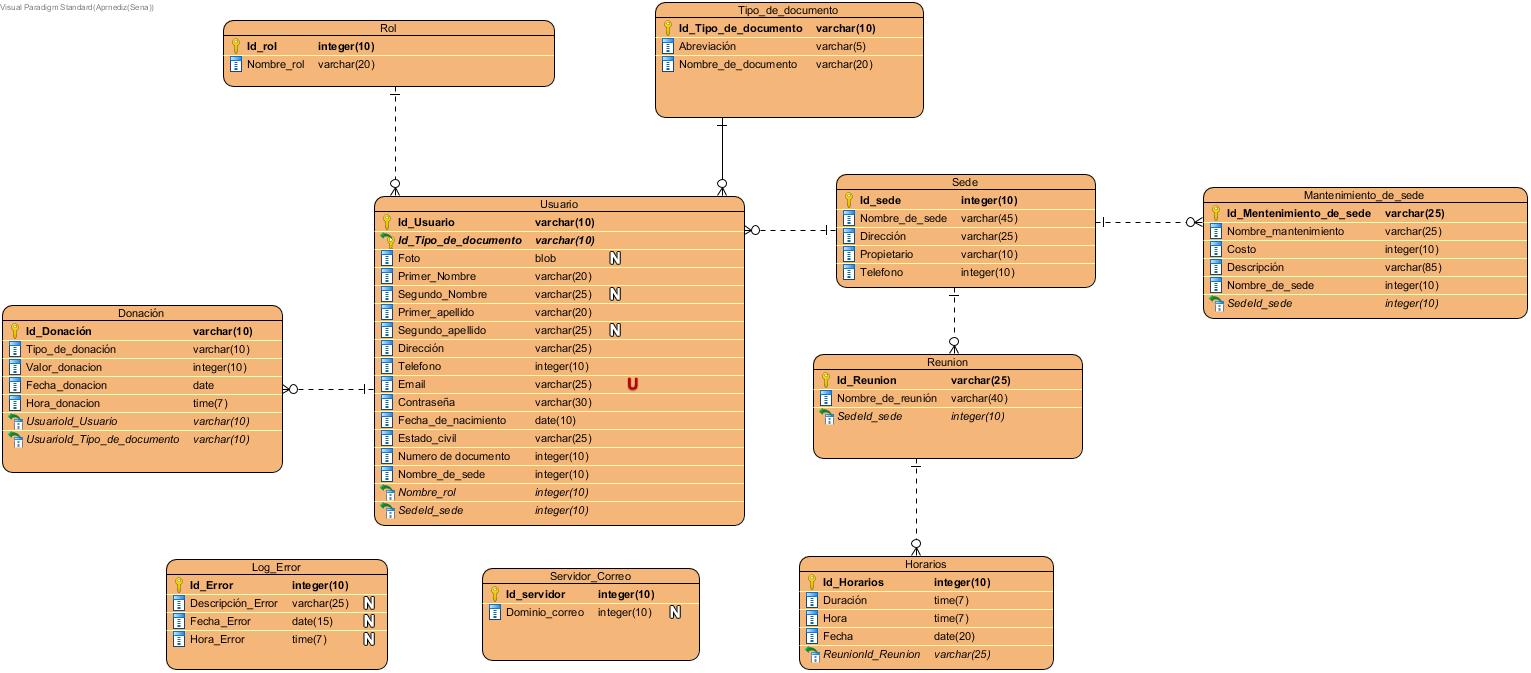 Visual Paradigm Standard(Aprnediz(Sena))
Rol
Id_rol integer(10)
Nombre_rol varchar(20)
Tipo_de_documento
Id_Tipo_de_documento varchar(10)
Abreviación varchar(5)
Nombre_de_documento varchar(20)
Usuario
Id_Usuario varchar(10)
Id_Tipo_de_documento varchar(10)
Foto blob N
Primer_Nombre varchar(20)
Segundo_Nombre varchar(25) N
Primer_apellido varchar(20)
Segundo_apellido varchar(25) N
Dirección varchar(25)
Telefono integer(10)
Email varchar(25) U
Contraseña varchar(30)
Fecha_de_nacimiento date(10)
Estado_civil varchar(25)
Numero de documento integer(10)
Nombre_de_sede integer(10)
Nombre_rol integer(10)
SedeId_sede integer(10)
Sede
Id_sede integer(10)
Nombre_de_sede varchar(45)
Dirección varchar(25)
Propietario varchar(10)
Telefono integer(10)
Mantenimiento_de_sede
Id_Mentenimiento_de_sede varchar(25)
Nombre_mantenimiento varchar(25)
Costo integer(10)
Descripción varchar(85)
Nombre_de_sede integer(10)
SedeId_sede integer(10)
Donación
Id_Donación varchar(10)
Tipo_de_donación varchar(10)
Valor_donacion integer(10)
Fecha_donacion date
Hora_donacion time(7)
UsuarioId_Usuario varchar(10)
UsuarioId_Tipo_de_documento varchar(10)
Reunion
Id_Reunion varchar(25)
Nombre_de_reunión varchar(40)
SedeId_sede integer(10)
Log_Error
Id_Error integer(10)
Descripción_Error varchar(25) N
Fecha_Error date(15) N
Hora_Error time(7) N
Servidor_Correo
Id_servidor integer(10)
Dominio_correo integer(10) N
Horarios
Id_Horarios integer(10)
Duración time(7)
Hora time(7)
Fecha date(20)
ReunionId_Reunion varchar(25)